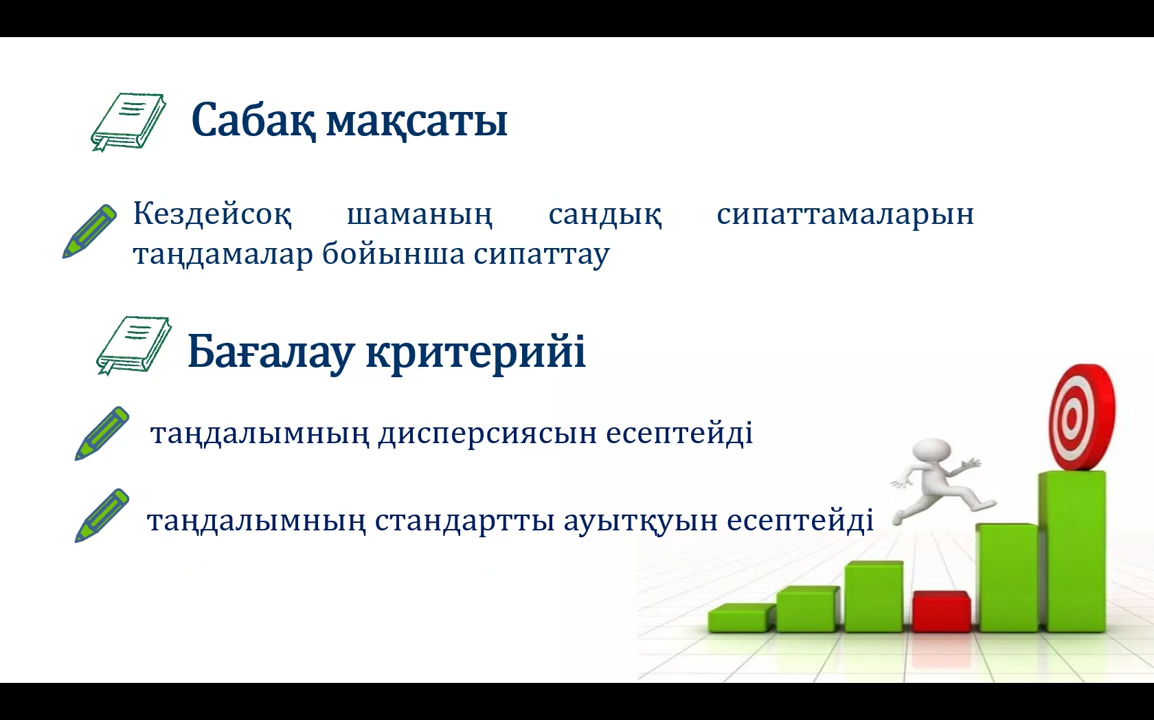 Сабақ мақсаты
Кездейсоқ шаманың сандық сипаттамаларын
таңдамалар бойынша сипаттау
Бағалау критерийі
таңдалымның дисперсиясын есептейді
таңдалымның стандартты ауытқуын есептейді